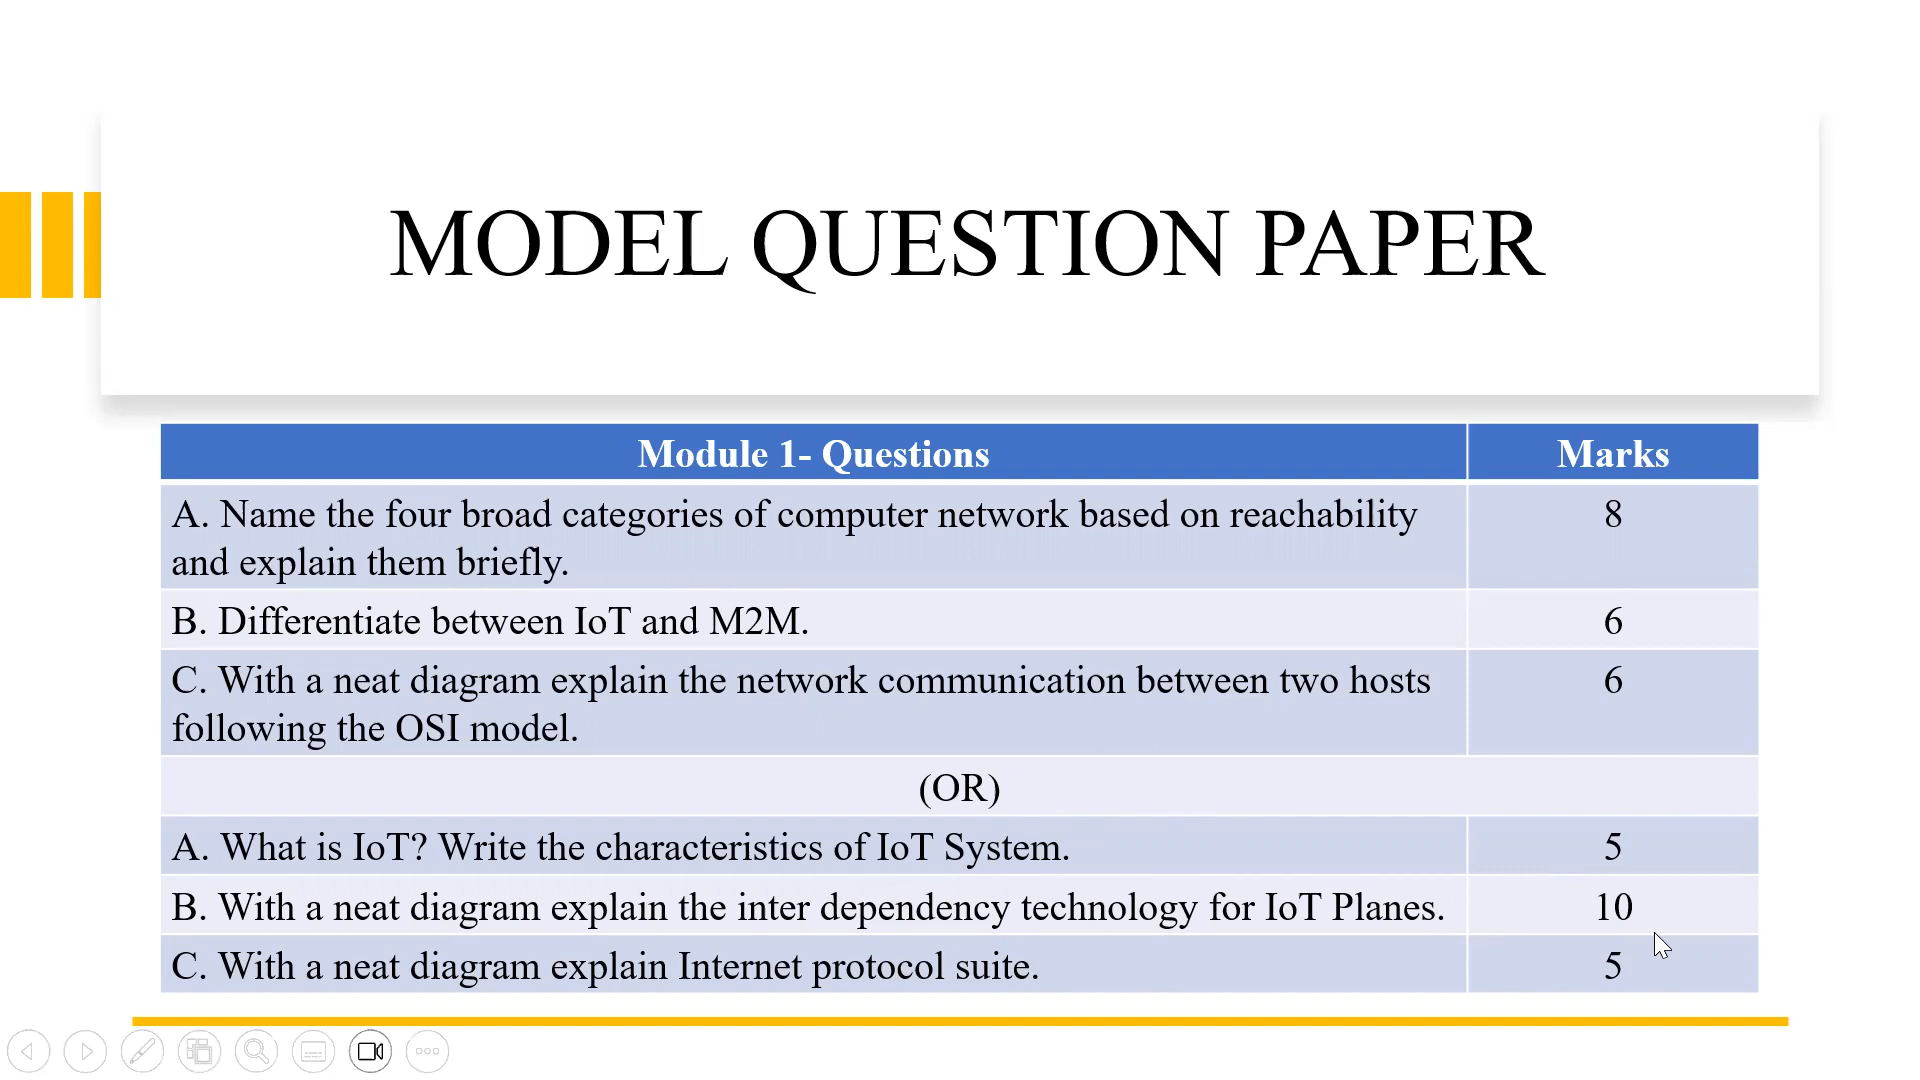 MODEL QUESTION PAPER
Module 1- Questions
Marks
A. Name the four broad categories of computer network based on reachability
and explain them briefly.
8
B. Differentiate between IoT and M2M.
6
C. With a neat diagram explain the network communication between two hosts
following the OSI model.
6
(OR)
A. What is IoT? Write the characteristics of IoT System.
5
B. With a neat diagram explain the inter dependency technology for IoT Planes.
10
C. With a neat diagram explain Internet protocol suite.
5